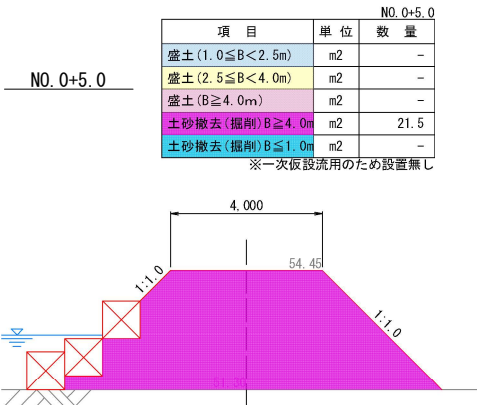 NO.0+5.0
NO.0+5.0
項 目 単 位 数 量
盛土(1.0≦B<2.5m) m2 −
盛土(2.5≦B<4.0m) m2 −
盛土(B≧4.0m) m2 −
土砂撤去(掘削)B≧4.0m m2 21.5
土砂撤去(掘削)B≦1.0m m2 −
※一次仮設流用のため設置無し
4,000
54.45
1:1.0
1:1.0
51.30